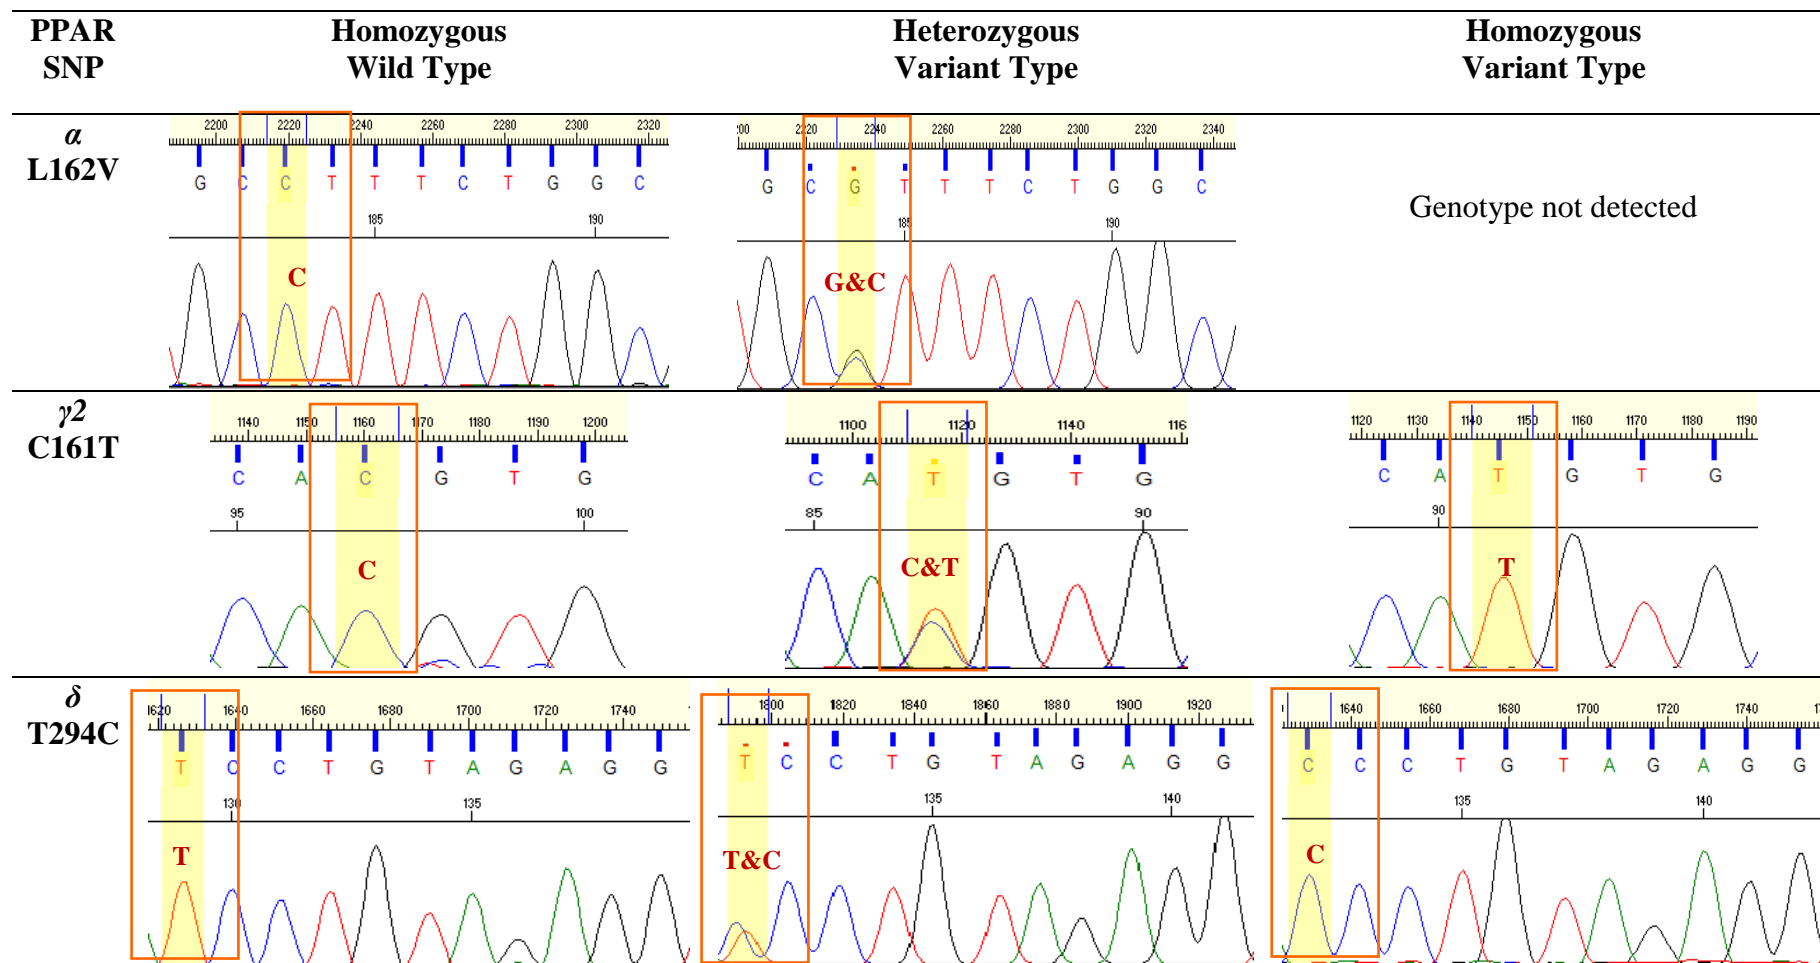 PPAR SNP Homozygous Wild Type Heterozygous Variant Type Homozygous Variant Type
α L162V
2200 2220 2240 2260 2280 2300 2320
G C C T T T C T G G C
185 190
C
:00 2220 2240 2260 2280 2300 2320 2340
G C G T T T C T G G C
185 190
G&C
Genotype not detected
γ2 C161T
1140 1150 1160 1170 1180 1190 1200
C A C G T G
95 100
C
1100 1120 1140 116
C A T G T G
85 90
C&T
1120 1130 1140 1150 1160 1170 1180 1190
C A T G T G
90
T
δ T294C
1620 1640 1660 1680 1700 1720 1740
T C C T G T A G A G G
130 135
T
1800 1820 1840 1860 1880 1900 1920
T C C T G T A G A G G
135 140
T&C
1640 1660 1680 1700 1720 1740
C C C T G T A G A G G
135 140
C